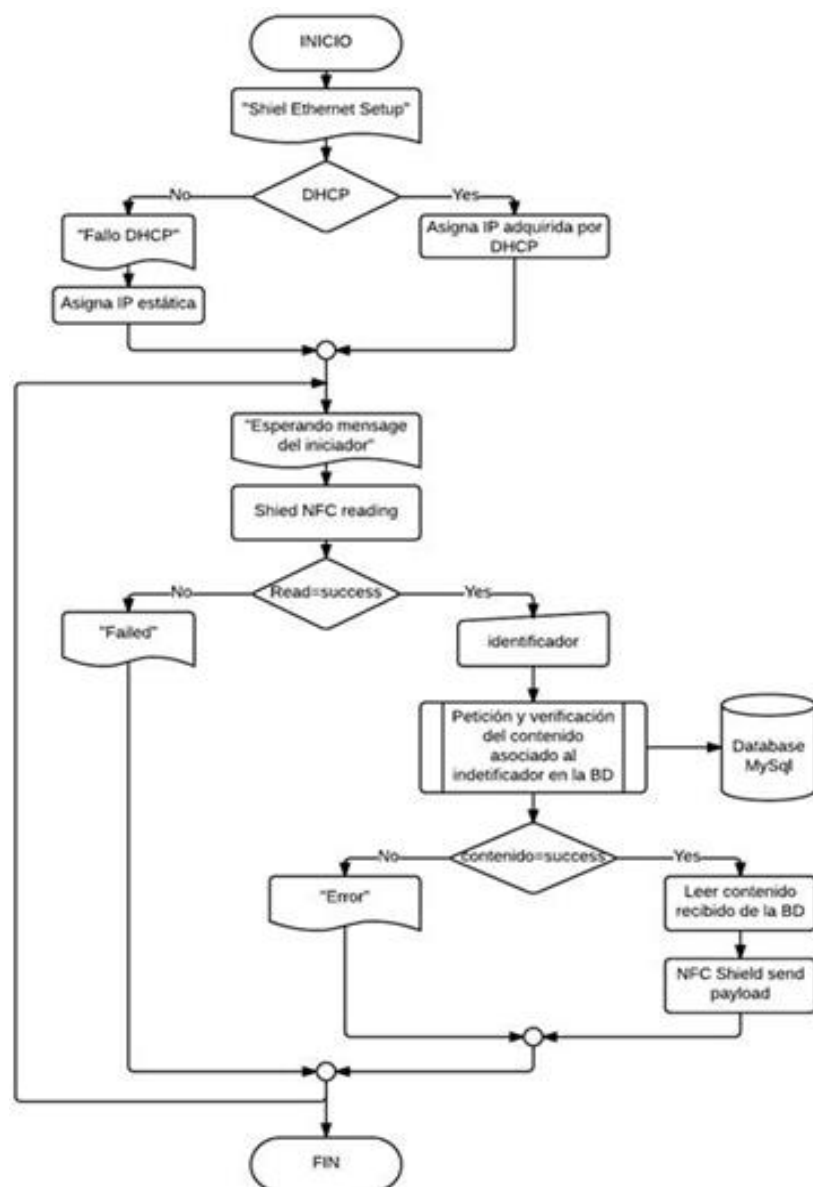 INICIO
"Shiel Ethernet Setup"
No
DHCP
Yes
"Fallo DHCP"
Asigna IP adquirida por
DHCP
Asigna IP estática
"Esperando mensage
del iniciador"
Shied NFC reading
No
Read=success
Yes
"Failed"
identificador
Petición y verificación
del contenido
asociado al
indetificador en la BD
Database
MySql
No
contenido=success
Yes
"Error"
Leer contenido
recibido de la BD
NFC Shield send
payload
FIN